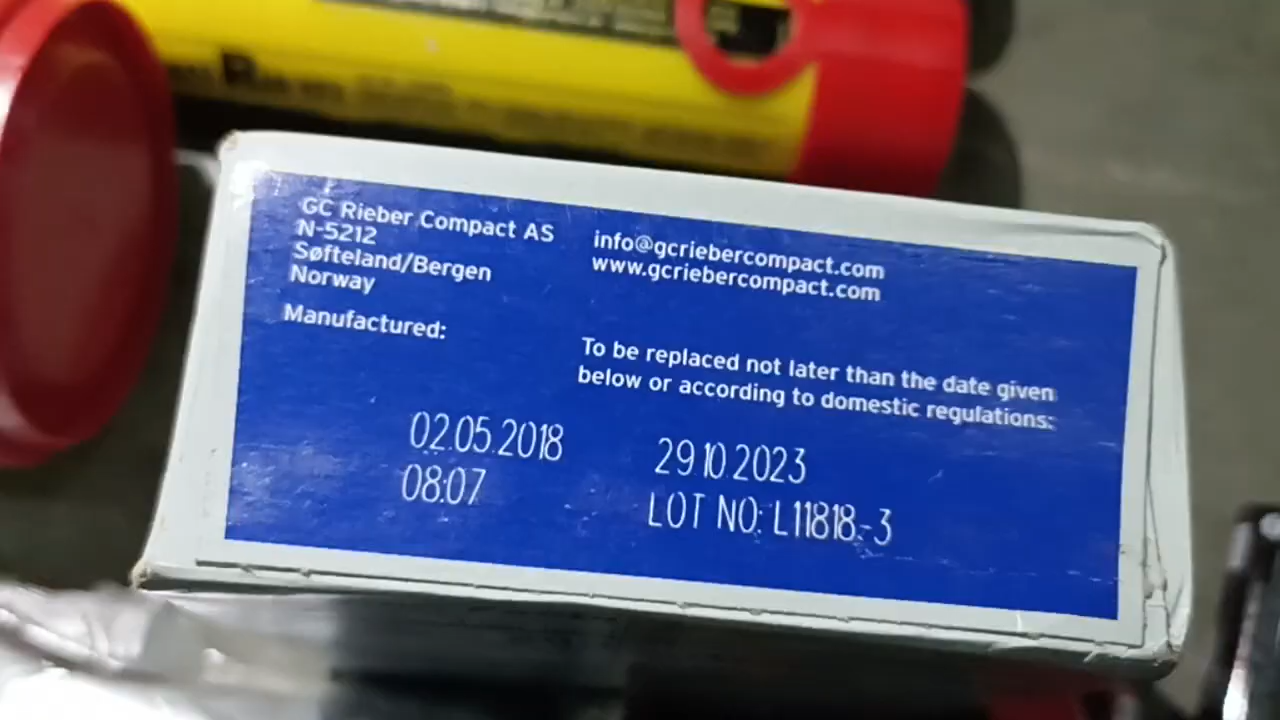 GC Rieber Compact AS
N-5212
Søfteland/Bergen
Norway
info@gcriebercompact.com
www.gcriebercompact.com
Manufactured:
To be replaced not later than the date given
below or according to domestic regulations:
02.05.2018
08:07
29 10 2023
LOT NO: L11818-3